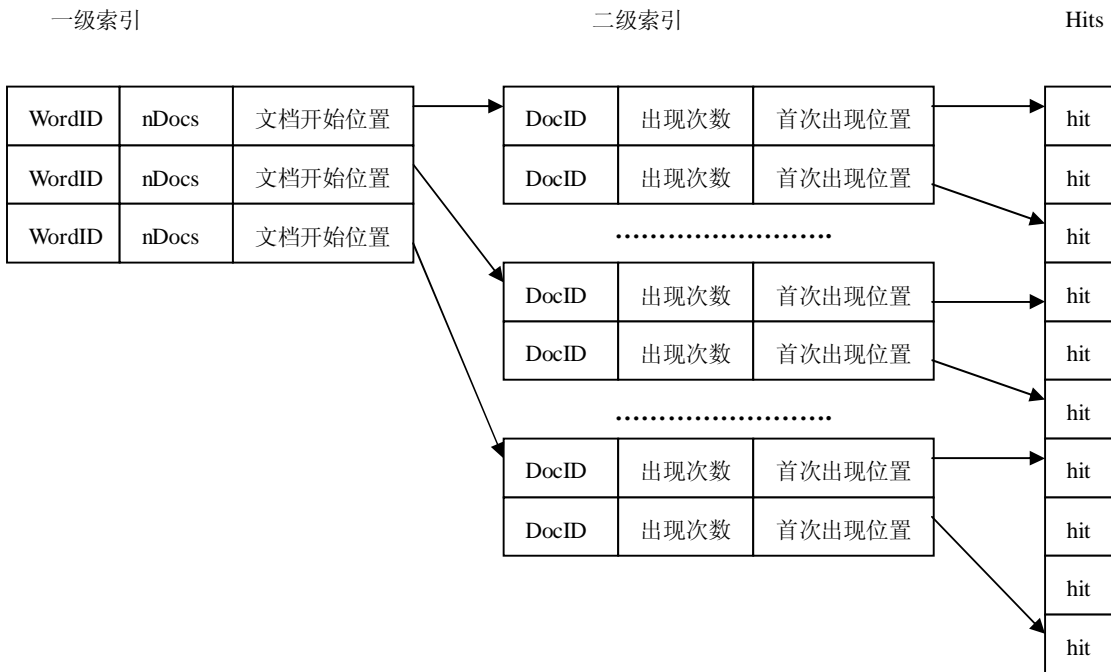 一级索引 二级索引 Hits
WordID nDocs 文档开始位置 DocID 出现次数 首次出现位置 hit
WordID nDocs 文档开始位置 DocID 出现次数 首次出现位置 hit
WordID nDocs 文档开始位置 ………………………. hit
DocID 出现次数 首次出现位置 hit
DocID 出现次数 首次出现位置 hit
………………………. hit
DocID 出现次数 首次出现位置 hit
DocID 出现次数 首次出现位置 hit
hit
hit